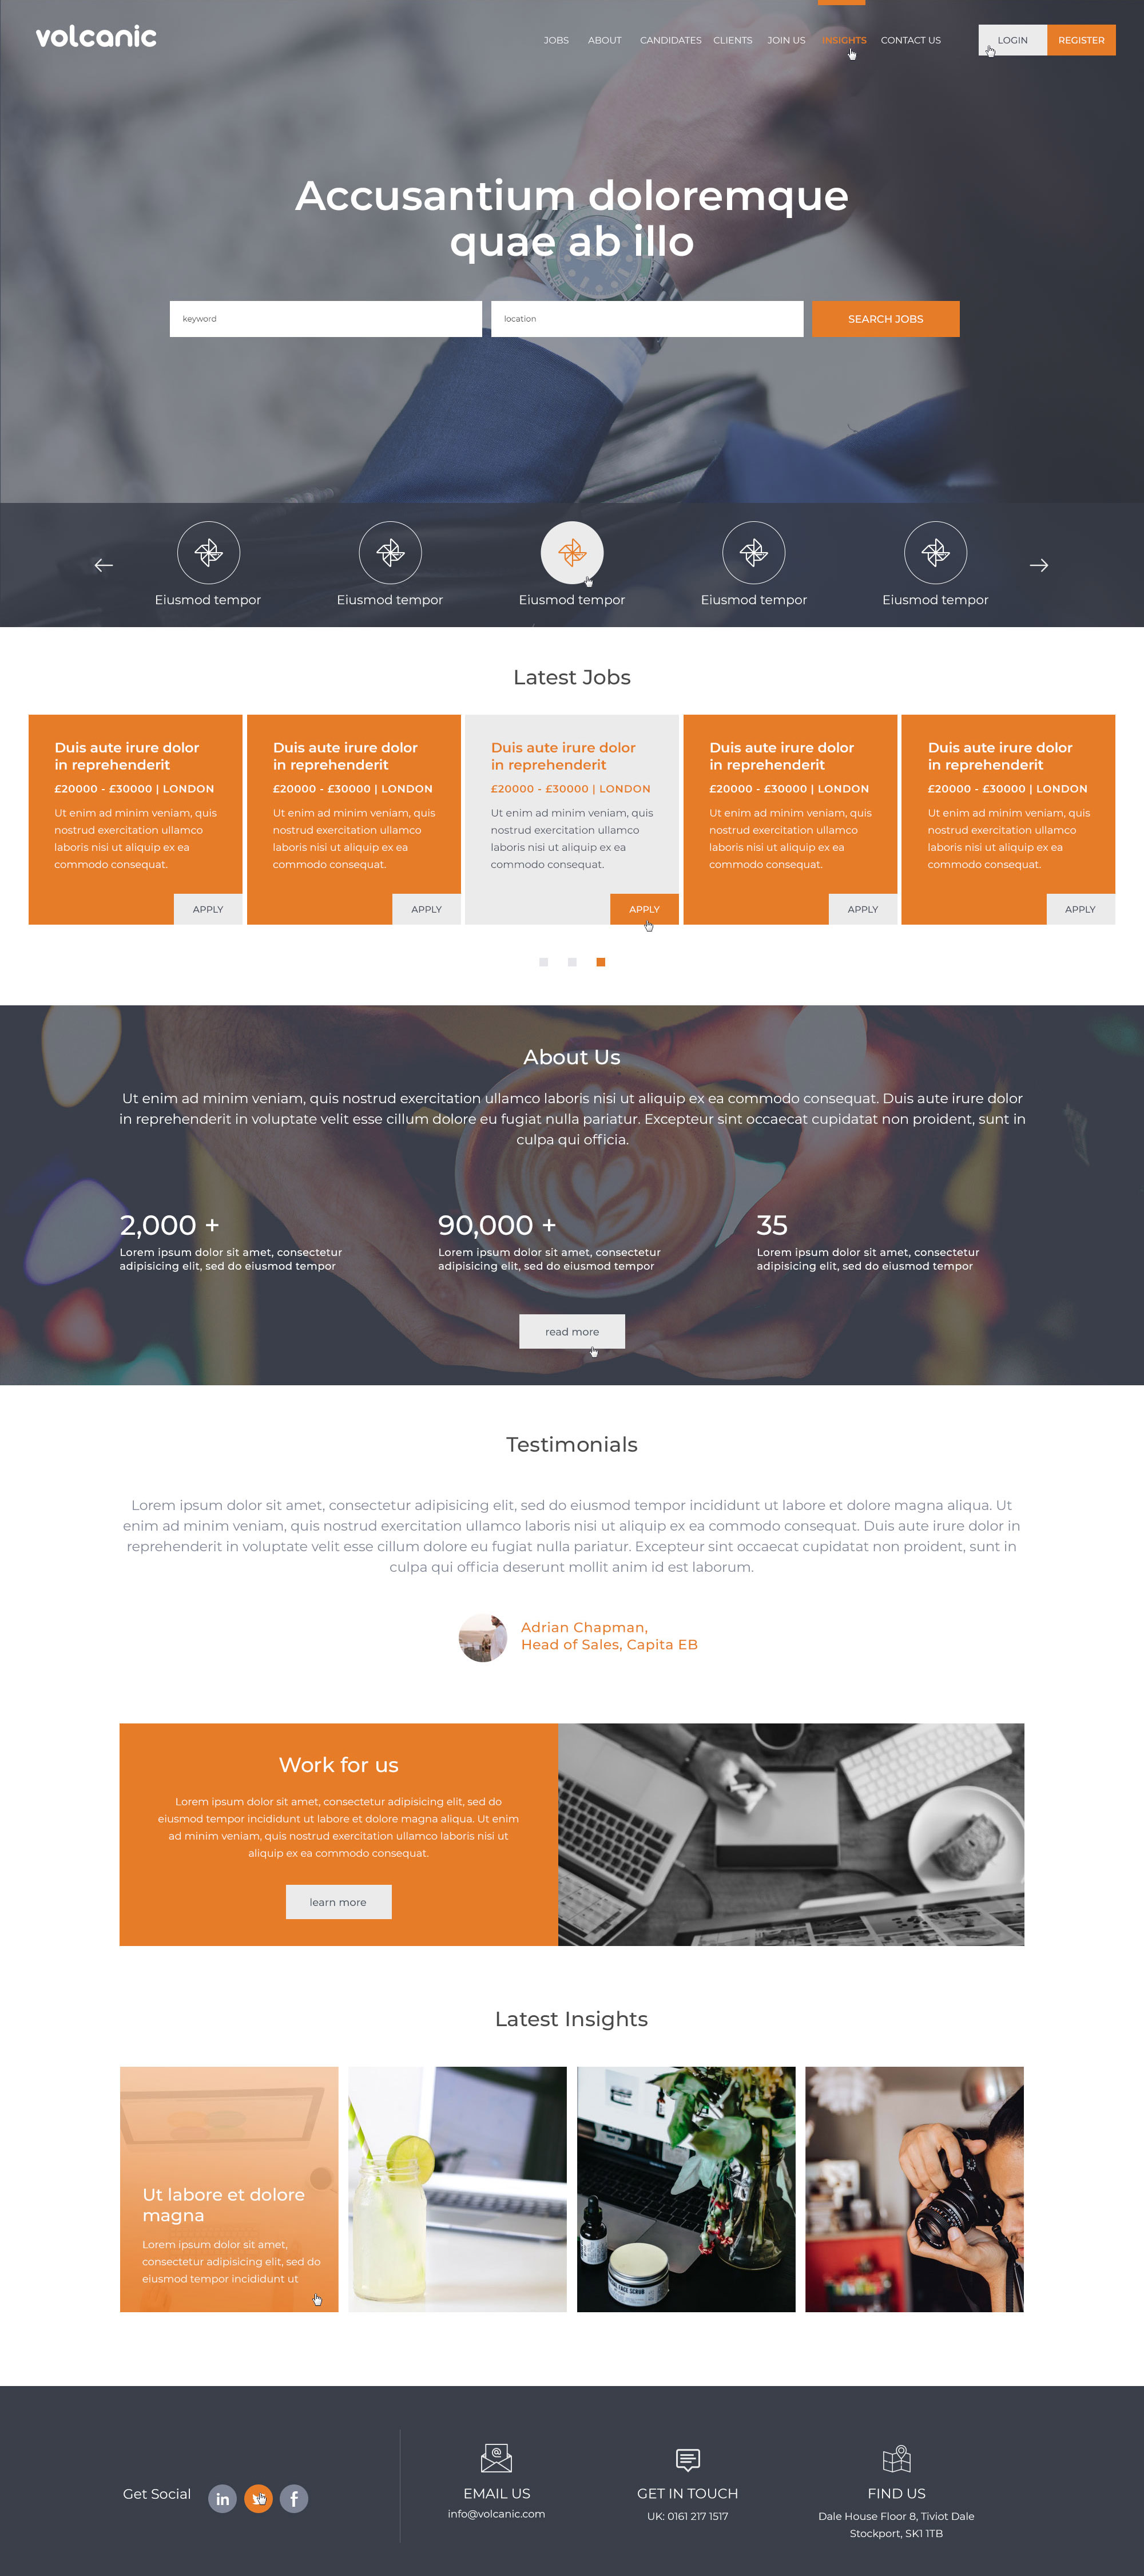 volcanic
JOBS ABOUT CANDIDATES CLIENTS JOIN US INSIGHTS CONTACT US LOGIN REGISTER
Accusantium doloremque
quae ab illo
keyword location SEARCH JOBS
Eiusmod tempor Eiusmod tempor Eiusmod tempor Eiusmod tempor Eiusmod tempor
Latest Jobs
Duis aute irure dolor
in reprehenderit
£20000 - £30000 | LONDON
Ut enim ad minim veniam, quis
nostrud exercitation ullamco
laboris nisi ut aliquip ex ea
commodo consequat.
APPLY
Duis aute irure dolor
in reprehenderit
£20000 - £30000 | LONDON
Ut enim ad minim veniam, quis
nostrud exercitation ullamco
laboris nisi ut aliquip ex ea
commodo consequat.
APPLY
Duis aute irure dolor
in reprehenderit
£20000 - £30000 | LONDON
Ut enim ad minim veniam, quis
nostrud exercitation ullamco
laboris nisi ut aliquip ex ea
commodo consequat.
APPLY
Duis aute irure dolor
in reprehenderit
£20000 - £30000 | LONDON
Ut enim ad minim veniam, quis
nostrud exercitation ullamco
laboris nisi ut aliquip ex ea
commodo consequat.
APPLY
Duis aute irure dolor
in reprehenderit
£20000 - £30000 | LONDON
Ut enim ad minim veniam, quis
nostrud exercitation ullamco
laboris nisi ut aliquip ex ea
commodo consequat.
APPLY
About Us
Ut enim ad minim veniam, quis nostrud exercitation ullamco laboris nisi ut aliquip ex ea commodo consequat. Duis aute irure dolor
in reprehenderit in voluptate velit esse cillum dolore eu fugiat nulla pariatur. Excepteur sint occaecat cupidatat non proident, sunt in
culpa qui officia.
2,000 +
Lorem ipsum dolor sit amet, consectetur
adipisicing elit, sed do eiusmod tempor
90,000 +
Lorem ipsum dolor sit amet, consectetur
adipisicing elit, sed do eiusmod tempor
35
Lorem ipsum dolor sit amet, consectetur
adipisicing elit, sed do eiusmod tempor
read more
Testimonials
Lorem ipsum dolor sit amet, consectetur adipisicing elit, sed do eiusmod tempor incididunt ut labore et dolore magna aliqua. Ut
enim ad minim veniam, quis nostrud exercitation ullamco laboris nisi ut aliquip ex ea commodo consequat. Duis aute irure dolor in
reprehenderit in voluptate velit esse cillum dolore eu fugiat nulla pariatur. Excepteur sint occaecat cupidatat non proident, sunt in
culpa qui officia deserunt mollit anim id est laborum.
Adrian Chapman,
Head of Sales, Capita EB
Work for us
Lorem ipsum dolor sit amet, consectetur adipisicing elit, sed do
eiusmod tempor incididunt ut labore et dolore magna aliqua. Ut enim
ad minim veniam, quis nostrud exercitation ullamco laboris nisi ut
aliquip ex ea commodo consequat.
learn more
Latest Insights
Ut labore et dolore
magna
Lorem ipsum dolor sit amet,
consectetur adipisicing elit, sed do
eiusmod tempor incididunt ut
FACE SCRUB
Get Social
in f
EMAIL US
info@volcanic.com
GET IN TOUCH
UK: 0161 217 1517
FIND US
Dale House Floor 8, Tiviot Dale
Stockport, SK1 1TB